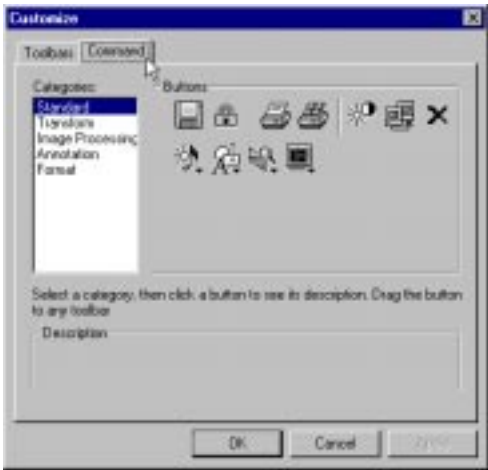 Customize
Toolbars Command
Categories:
Buttons
Standard
Transform
Image Processing
Annotation
Format
Select a category, then click a button to see its description. Drag the button
to any toolbar
Description
OK Cancel Apply